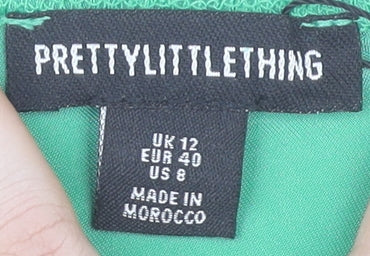 PRETTYLITTLETHING
UK 12
EUR 40
US 8
MADE IN
MOROCCO